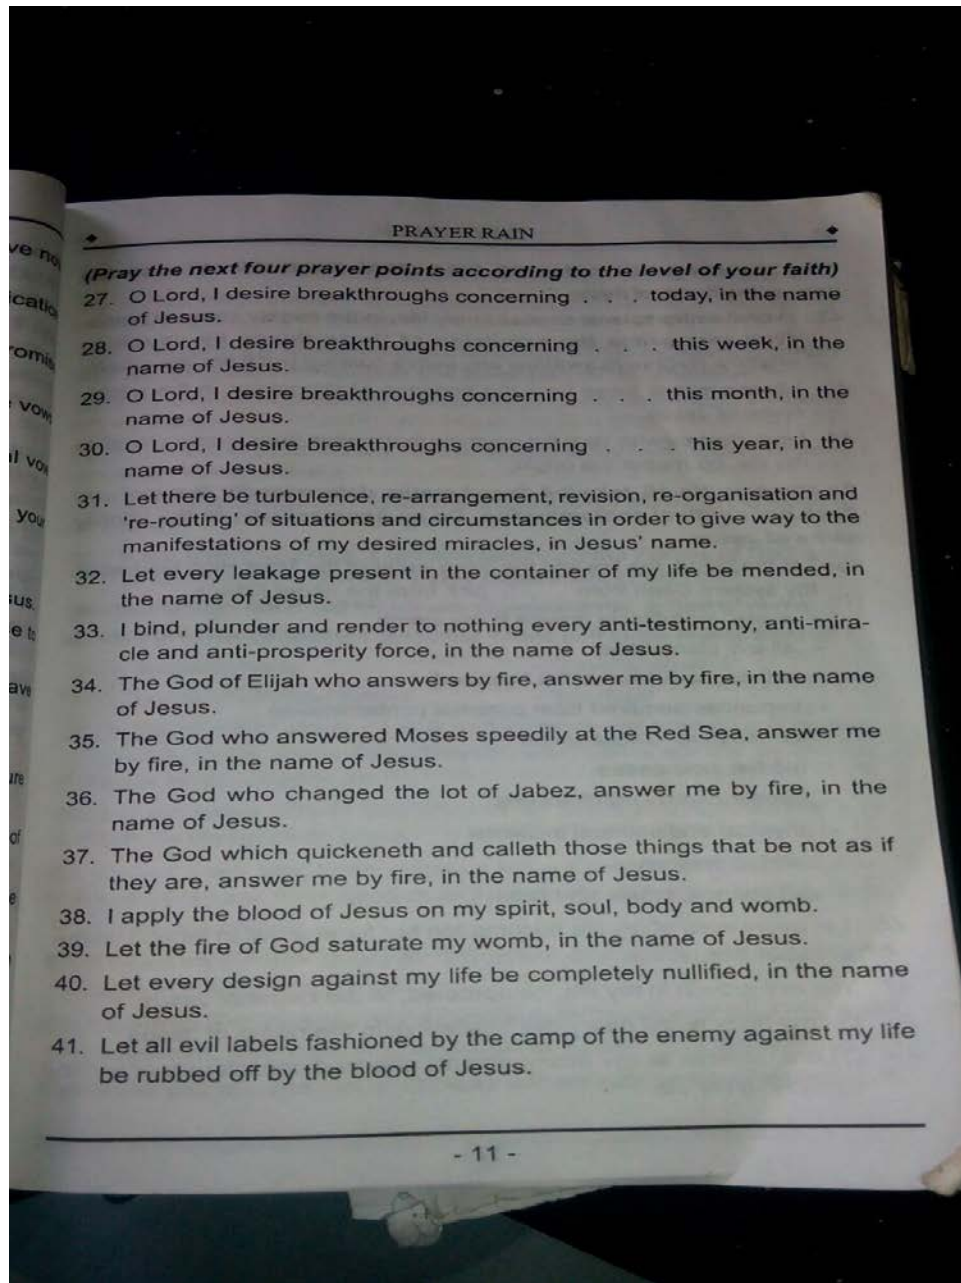 PRAYER RAIN
(Pray the next four prayer points according to the level of your faith)
27. O Lord, I desire breakthroughs concerning . . . today, in the name
of Jesus.
28. O Lord, I desire breakthroughs concerning . . . this week, in the
name of Jesus.
29. O Lord, I desire breakthroughs concerning . . . this month, in the
name of Jesus.
30. O Lord, I desire breakthroughs concerning . . . his year, in the
name of Jesus.
31. Let there be turbulence, re-arrangement, revision, re-organisation and
're-routing' of situations and circumstances in order to give way to the
manifestations of my desired miracles, in Jesus' name.
32. Let every leakage present in the container of my life be mended, in
the name of Jesus.
33. I bind, plunder and render to nothing every anti-testimony, anti-mira-
cle and anti-prosperity force, in the name of Jesus.
34. The God of Elijah who answers by fire, answer me by fire, in the name
of Jesus.
35. The God who answered Moses speedily at the Red Sea, answer me
by fire, in the name of Jesus.
36. The God who changed the lot of Jabez, answer me by fire, in the
name of Jesus.
37. The God which quickeneth and calleth those things that be not as if
they are, answer me by fire, in the name of Jesus.
38. I apply the blood of Jesus on my spirit, soul, body and womb.
39. Let the fire of God saturate my womb, in the name of Jesus.
40. Let every design against my life be completely nullified, in the name
of Jesus.
41. Let all evil labels fashioned by the camp of the enemy against my life
be rubbed off by the blood of Jesus.
- 11 -